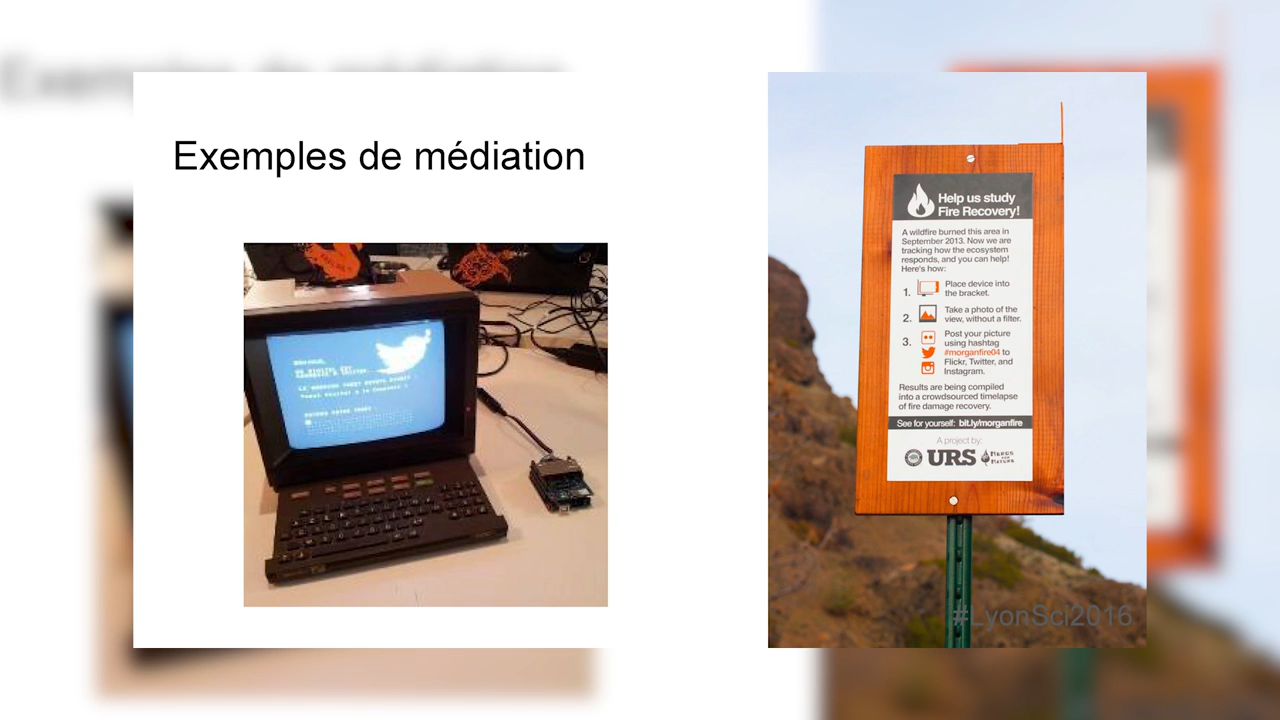 Exemples de médiation
Help us study
Fire Recovery!
A wildfire burned this area in
September 2013. Now we are
tracking how the ecosystem
responds, and you can help!
Here's how:
1. Place device into
the bracket.
2. Take a photo of the
view, without a filter.
3. Post your picture
using hashtag
#morganfire04 to
Flickr, Twitter, and
Instagram.
Results are being compiled
into a crowdsourced timelapse
of fire damage recovery.
See for yourself: bit.ly/morganfire
A project by:
URS
#LyonSci2016